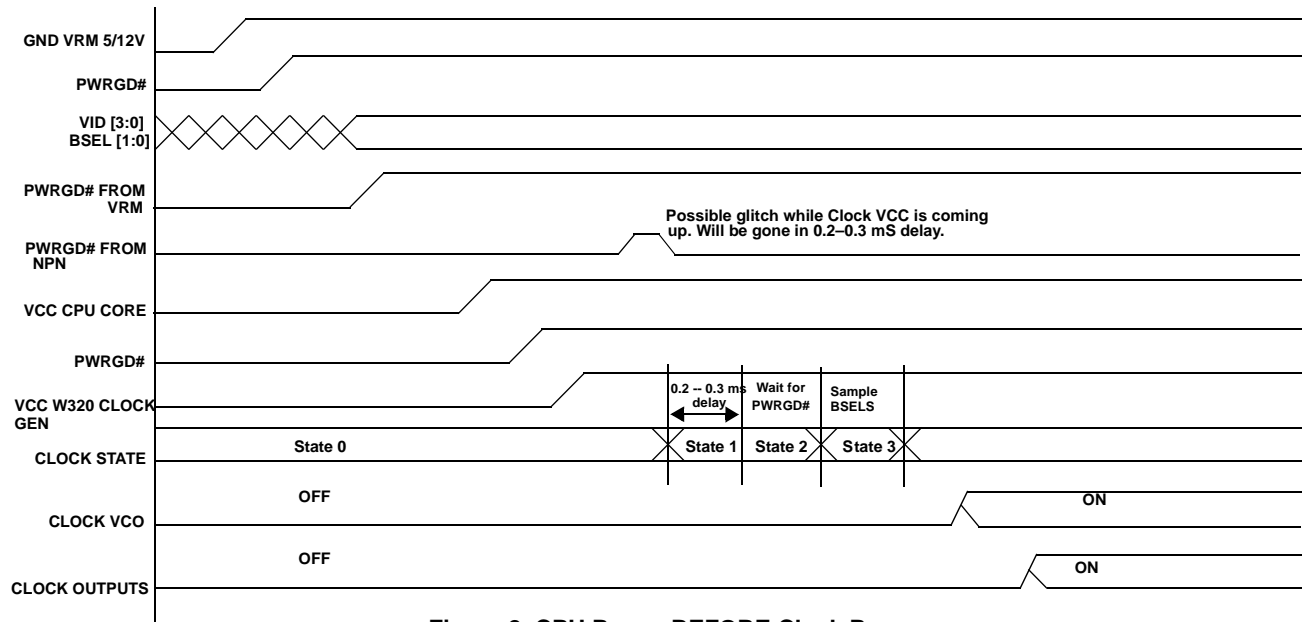 GND VRM 5/12V
PWRGD#
VID [3:0]
BSEL [1:0]
PWRGD# FROM
VRM
Possible glitch while Clock VCC is coming
up. Will be gone in 0.2–0.3 mS delay.
PWRGD# FROM
NPN
VCC CPU CORE
PWRGD#
0.2 -- 0.3 ms
delay
Wait for
PWRGD#
Sample
BSELS
VCC W320 CLOCK
GEN
CLOCK STATE
State 0
State 1
State 2
State 3
OFF
ON
CLOCK VCO
OFF
ON
CLOCK OUTPUTS